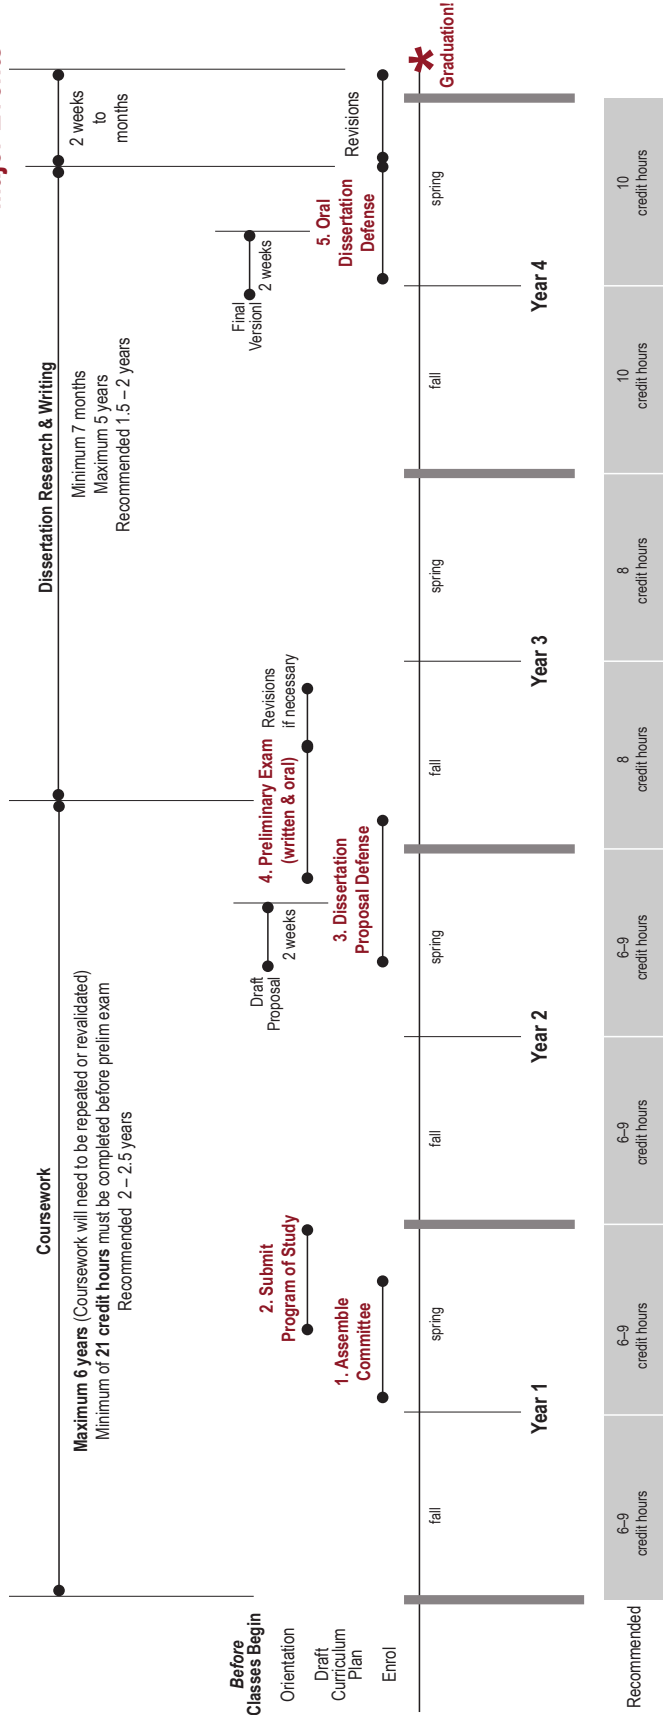 Major Events
Coursework
Maximum 6 years (Coursework will need to be repeated or revalidated)
Minimum of 21 credit hours must be completed before prelim exam
Recommended 2 – 2.5 years
Dissertation Research & Writing
Minimum 7 months
Maximum 5 years
Recommended 1.5 – 2 years
2 weeks
to
months
Before
Classes Begin
Orientation
Draft
Curriculum
Plan
Enrol
1. Assemble
Committee
2. Submit
Program of Study
Draft
Proposal
2 weeks
3. Dissertation
Proposal Defense
4. Preliminary Exam
(written & oral)
Revisions
if necessary
Final
Version!
2 weeks
5. Oral
Dissertation
Defense
Revisions
Graduation!
fall
spring
fall
spring
fall
spring
fall
spring
Year 1
Year 2
Year 3
Year 4
Recommended
6–9
credit hours
6–9
credit hours
6–9
credit hours
6–9
credit hours
8
credit hours
8
credit hours
10
credit hours
10
credit hours